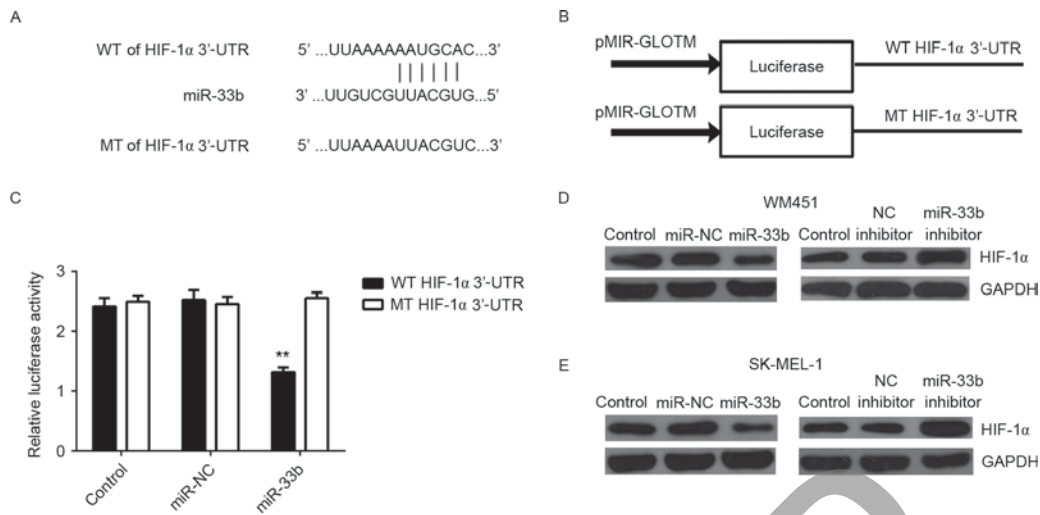 A
WT of HIF-1α 3'-UTR 5' ...UUAAAAAAUGCAC...3'
miR-33b 3' ...UUGUCGUUACGUG...5'
MT of HIF-1α 3'-UTR 5' ...UUAAAAUUACGUC...3'
B
pMIR-GLOTM Luciferase WT HIF-1α 3'-UTR
pMIR-GLOTM Luciferase MT HIF-1α 3'-UTR
C
Relative luciferase activity
3
2
1
0
WT HIF-1α 3'-UTR
MT HIF-1α 3'-UTR
**
Control miR-NC miR-33b
D
WM451
Control miR-NC miR-33b
HIF-1α
GAPDH
Control NC inhibitor miR-33b inhibitor
E
SK-MEL-1
Control miR-NC miR-33b
HIF-1α
GAPDH
Control NC inhibitor miR-33b inhibitor